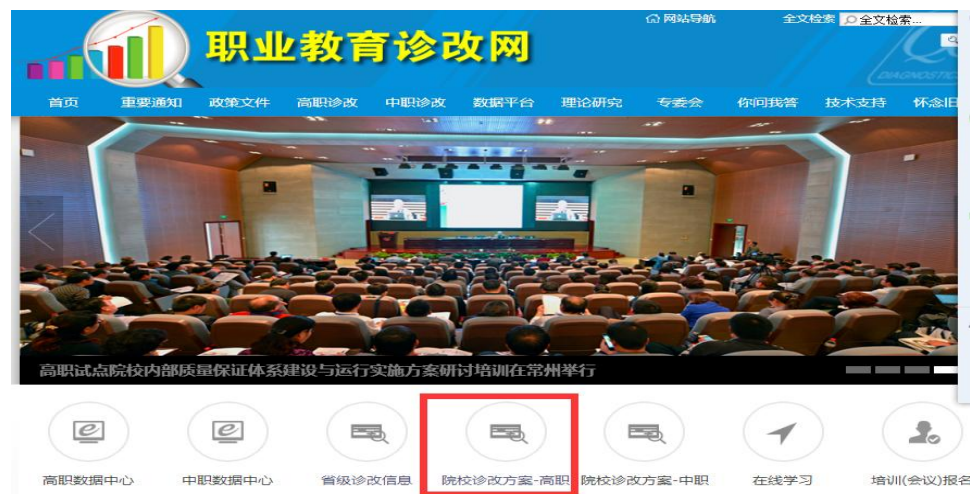 网站导航 全文检索 全文检索...
职业教育诊改网
DIAGNOSTIC
首页 重要通知 政策文件 高职诊改 中职诊改 数据平台 理论研究 专委会 你问我答 技术支持 怀念旧
高职试点院校内部质量保证体系建设与运行实施方案研讨培训在常州举行
高职数据中心 中职数据中心 省级诊改信息 院校诊改方案-高职 院校诊改方案-中职 在线学习 培训(会议)报名